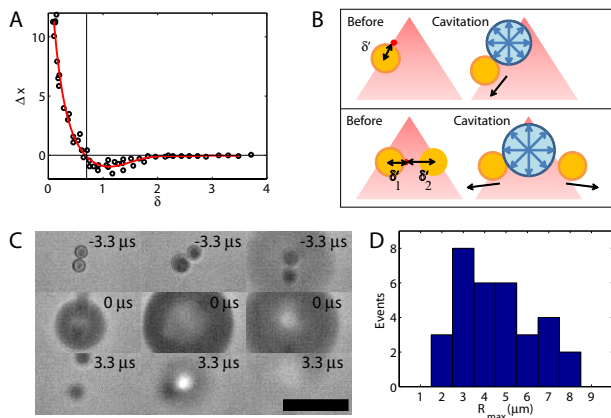 A
10
5
0
Δ x
0 1 2 3 4
δ
B
Before
Cavitation
δ'
Before
Cavitation
δ'1
δ'2
C
-3.3 μs
-3.3 μs
-3.3 μs
0 μs
0 μs
0 μs
3.3 μs
3.3 μs
3.3 μs
D
8
6
4
2
0
Events
1 2 3 4 5 6 7 8 9
Rmax(μm)